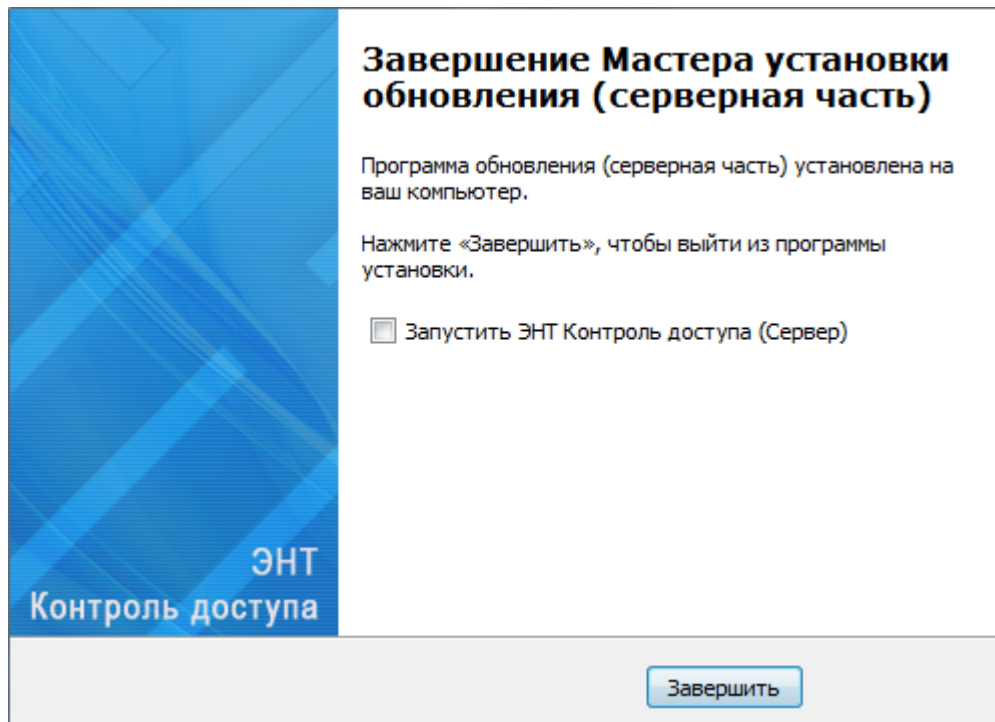 Завершение Мастера установки
обновления (серверная часть)
Программа обновления (серверная часть) установлена на
ваш компьютер.
Нажмите «Завершить», чтобы выйти из программы
установки.
Запустить ЭНТ Контроль доступа (Сервер)
ЭНТ
Контроль доступа
Завершить